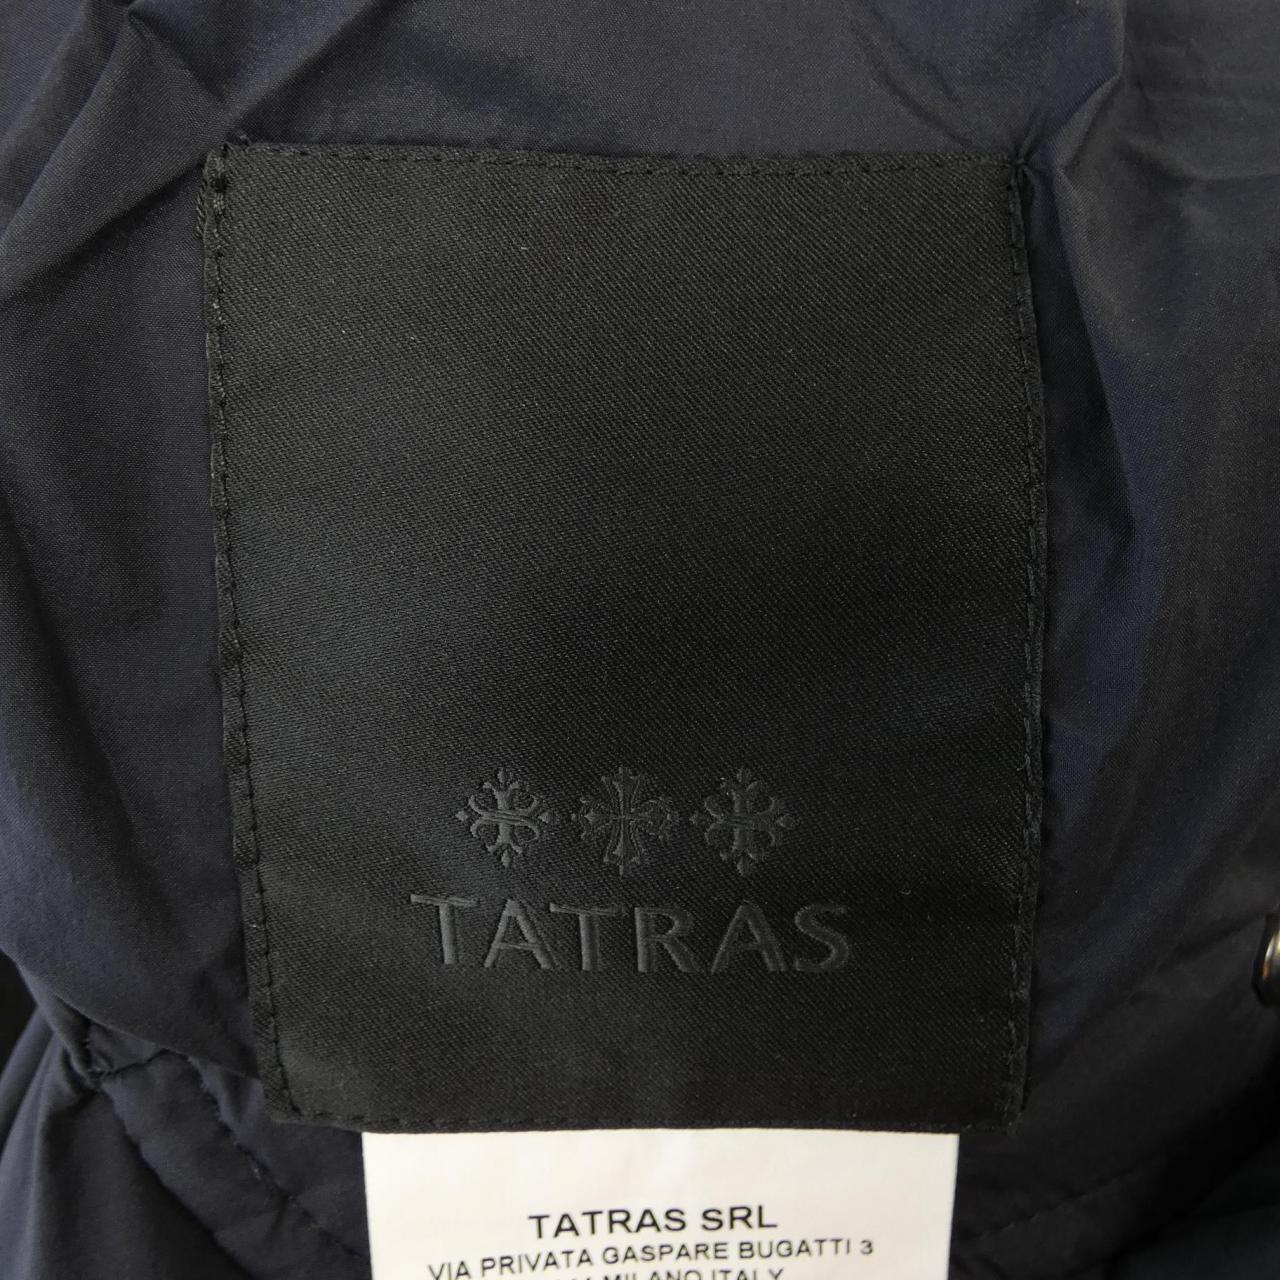 TATRAS
TATRAS SRL
VIA PRIVATA GASPARE BUGATTI 3
MILANO ITALY